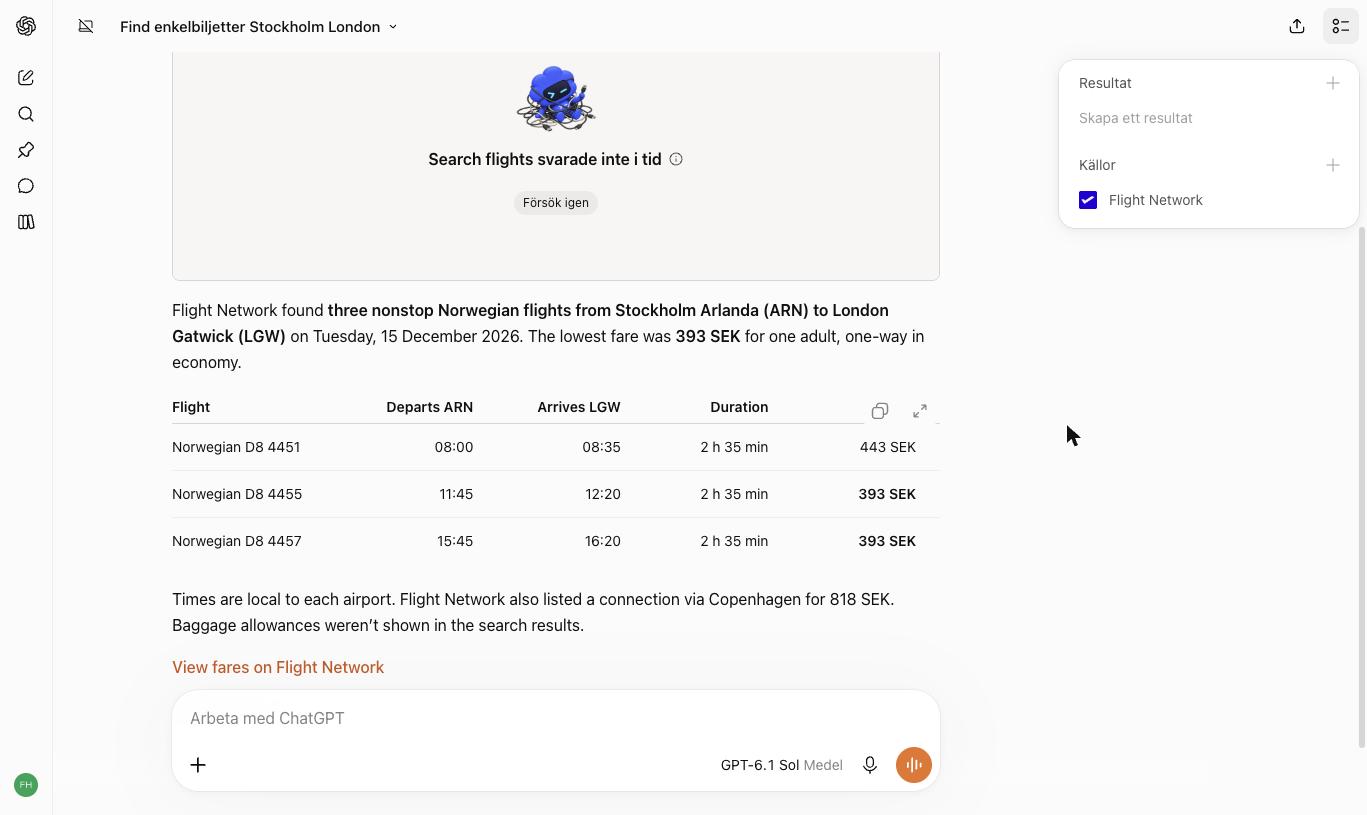 Find enkelbiljetter Stockholm London
Resultat
Skapa ett resultat
Källor
Flight Network
Search flights svarade inte i tid
Försök igen
Flight Network found three nonstop Norwegian flights from Stockholm Arlanda (ARN) to London
Gatwick (LGW) on Tuesday, 15 December 2026. The lowest fare was 393 SEK for one adult, one-way in
economy.
Flight Departs ARN Arrives LGW Duration
Norwegian D8 4451 08:00 08:35 2 h 35 min 443 SEK
Norwegian D8 4455 11:45 12:20 2 h 35 min 393 SEK
Norwegian D8 4457 15:45 16:20 2 h 35 min 393 SEK
Times are local to each airport. Flight Network also listed a connection via Copenhagen for 818 SEK.
Baggage allowances weren’t shown in the search results.
View fares on Flight Network
Arbeta med ChatGPT
GPT-6.1 Sol Medel
FH